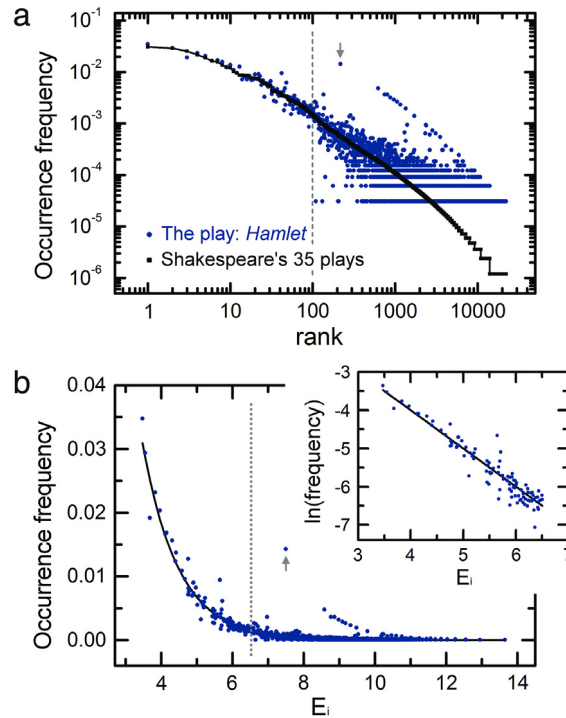 a
Occurrence frequency
10-1
10-2
10-3
10-4
10-5
10-6
The play: Hamlet
Shakespeare's 35 plays
1 10 100 1000 10000
rank
b
Occurrence frequency
0.04
0.03
0.02
0.01
0.00
4 6 8 10 12 14
Ei
ln(frequency)
-3
-4
-5
-6
-7
3 4 5 6 7
Ei